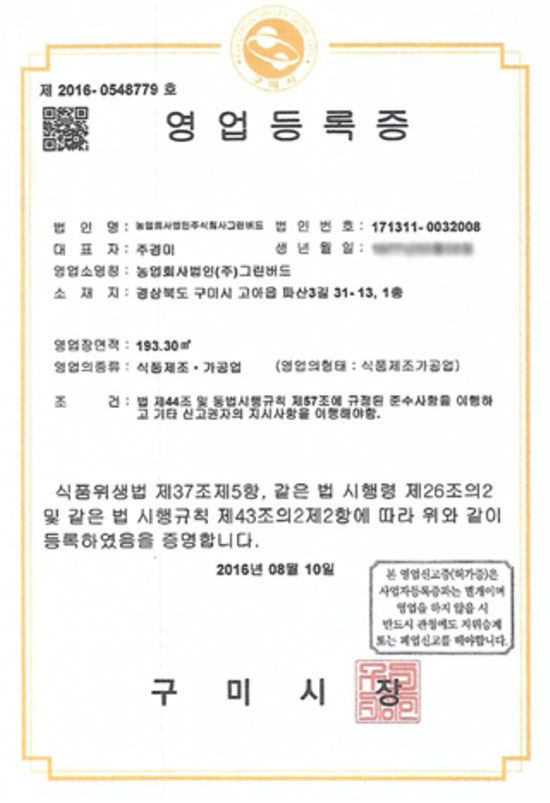 구미시
제 2016-0548779 호
영업등록증
법인명 : 농업회사법인주식회사그린버드 법인번호 : 171311-0032008
대표자 : 주경미 생년월일 :
영업소명칭 : 농업회사법인(주)그린버드
소재지 : 경상북도 구미시 고아읍 파산3길 31-13, 1층
영업장면적 : 193.30㎡
영업의종류 : 식품제조·가공업 (영업의형태 : 식품제조가공업)
조건 : 법 제44조 및 동법시행규칙 제57조에 규정된 준수사항을 이행하
고 기타 신고권자의 지시사항을 이행해야함.
식품위생법 제37조제5항, 같은 법 시행령 제26조의2
및 같은 법 시행규칙 제43조의2제2항에 따라 위와 같이
등록하였음을 증명합니다.
2016년 08월 10일
본 영업신고증(허가증)은
사업자등록증과는 별개이며
영업을 하지 않을 시
반드시 관청에도 지위승계
또는 폐업신고를 해야합니다.
구미시장